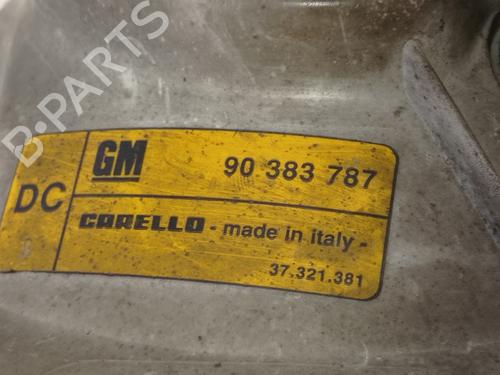 B-PARTS
GM 90 383 787
DC
CARELLO - made in italy -
37.321.381